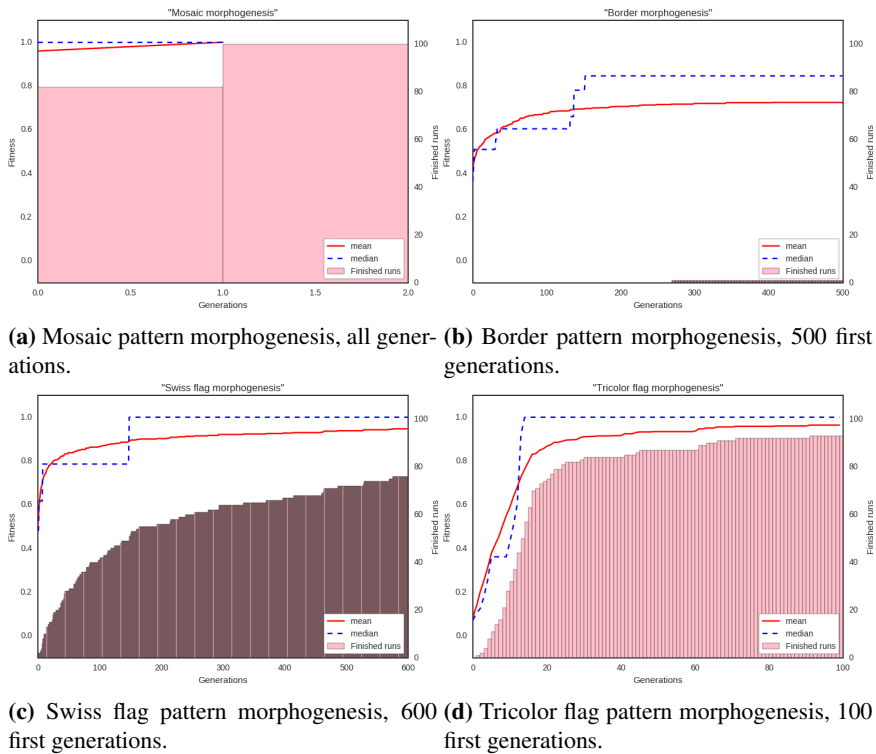 "Mosaic morphogenesis"
1.0
0.8
0.6
0.4
0.2
0.0
Fitness
100
80
60
40
20
0
Finished runs
mean
median
Finished runs
0.0 0.5 1.0 1.5 2.0
Generations
(a) Mosaic pattern morphogenesis, all gener-
ations.
"Border morphogenesis"
1.0
0.8
0.6
0.4
0.2
0.0
Fitness
100
80
60
40
20
0
Finished runs
mean
median
Finished runs
0 100 200 300 400 500
Generations
(b) Border pattern morphogenesis, 500 first
generations.
"Swiss flag morphogenesis"
1.0
0.8
0.6
0.4
0.2
0.0
Fitness
100
80
60
40
20
0
Finished runs
mean
median
Finished runs
0 100 200 300 400 500 600
Generations
(c) Swiss flag pattern morphogenesis, 600
first generations.
"Tricolor flag morphogenesis"
1.0
0.8
0.6
0.4
0.2
0.0
Fitness
100
80
60
40
20
0
Finished runs
mean
median
Finished runs
0 20 40 60 80 100
Generations
(d) Tricolor flag pattern morphogenesis, 100
first generations.